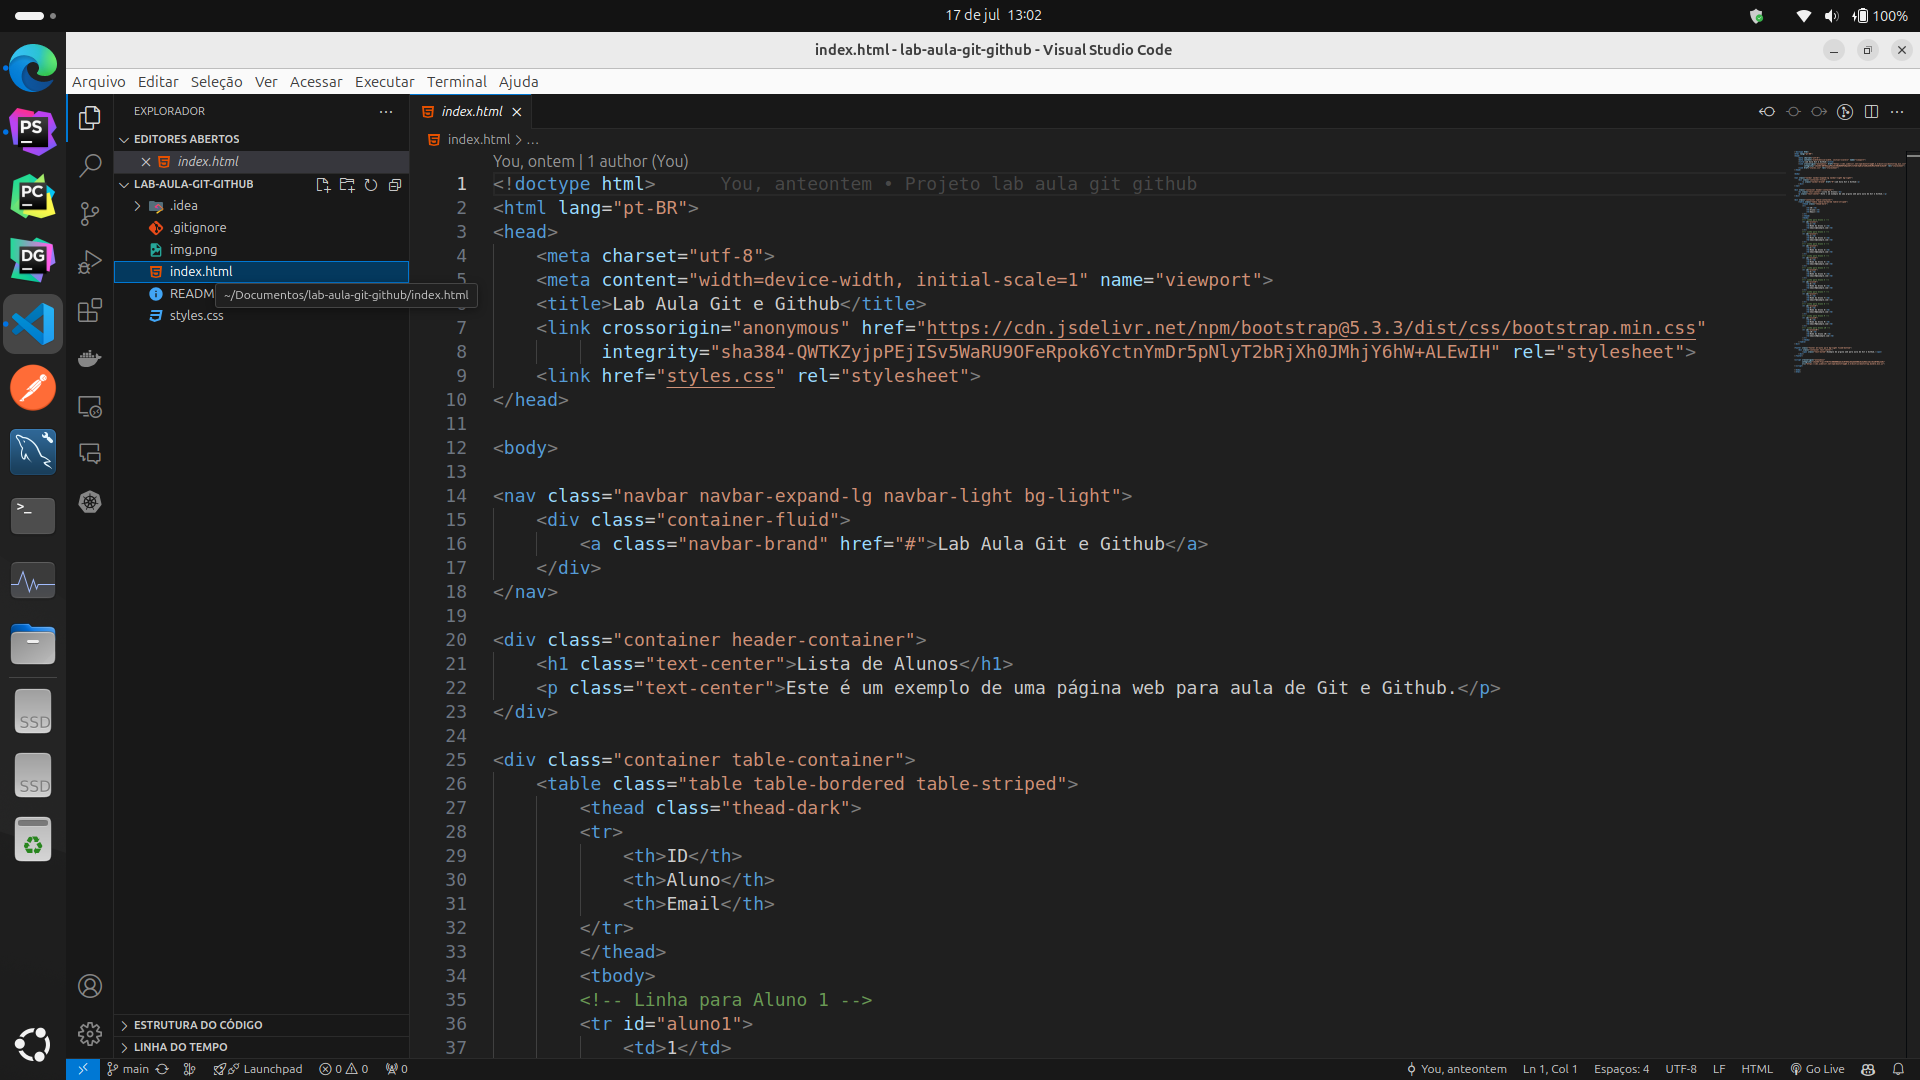 17 de jul 13:02
100%
index.html - lab-aula-git-github - Visual Studio Code
Arquivo Editar Seleção Ver Acessar Executar Terminal Ajuda
EXPLORADOR
EDITORES ABERTOS
index.html
LAB-AULA-GIT-GITHUB
.idea
.gitignore
img.png
index.html
READM
~/Documentos/lab-aula-git-github/index.html
styles.css
ESTRUTURA DO CÓDIGO
LINHA DO TEMPO
PS
PC
DG
>_
SSD
SSD
index.html
index.html > ...
You, ontem | 1 author (You)
1 <!doctype html> You, anteontem • Projeto lab aula git github
2 <html lang="pt-BR">
3 <head>
4 <meta charset="utf-8">
5 <meta content="width=device-width, initial-scale=1" name="viewport">
6 <title>Lab Aula Git e Github</title>
7 <link crossorigin="anonymous" href="https://cdn.jsdelivr.net/npm/bootstrap@5.3.3/dist/css/bootstrap.min.css"
8 integrity="sha384-QWTKZyjpPEjISv5WaRU9OFeRpok6YctnYmDr5pNlyT2bRjXh0JMhjY6hW+ALEwIH" rel="stylesheet">
9 <link href="styles.css" rel="stylesheet">
10 </head>
11
12 <body>
13
14 <nav class="navbar navbar-expand-lg navbar-light bg-light">
15 <div class="container-fluid">
16 <a class="navbar-brand" href="#">Lab Aula Git e Github</a>
17 </div>
18 </nav>
19
20 <div class="container header-container">
21 <h1 class="text-center">Lista de Alunos</h1>
22 <p class="text-center">Este é um exemplo de uma página web para aula de Git e Github.</p>
23 </div>
24
25 <div class="container table-container">
26 <table class="table table-bordered table-striped">
27 <thead class="thead-dark">
28 <tr>
29 <th>ID</th>
30 <th>Aluno</th>
31 <th>Email</th>
32 </tr>
33 </thead>
34 <tbody>
35 <!-- Linha para Aluno 1 -->
36 <tr id="aluno1">
37 <td>1</td>
main Launchpad 0 0 0 You, anteontem Ln 1, Col 1 Espaços: 4 UTF-8 LF HTML Go Live